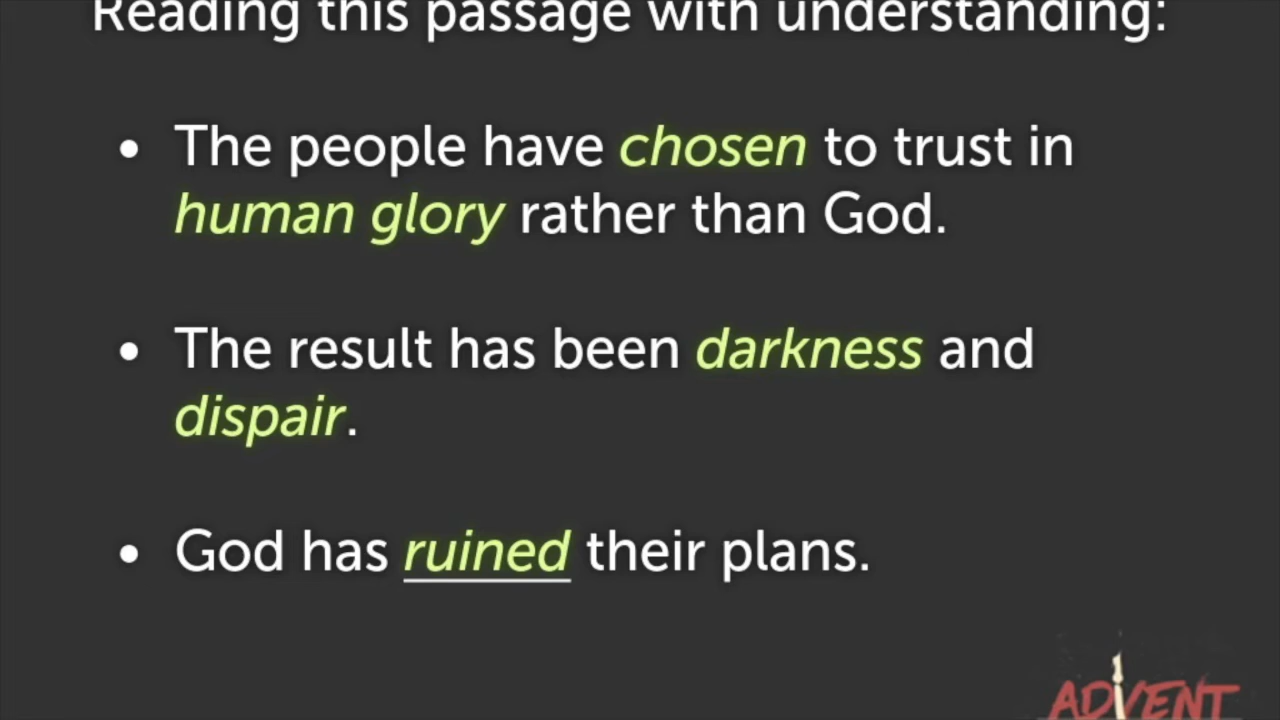 Reading this passage with understanding:
• The people have chosen to trust in
human glory rather than God.
• The result has been darkness and
dispair.
• God has ruined their plans.
ADVENT